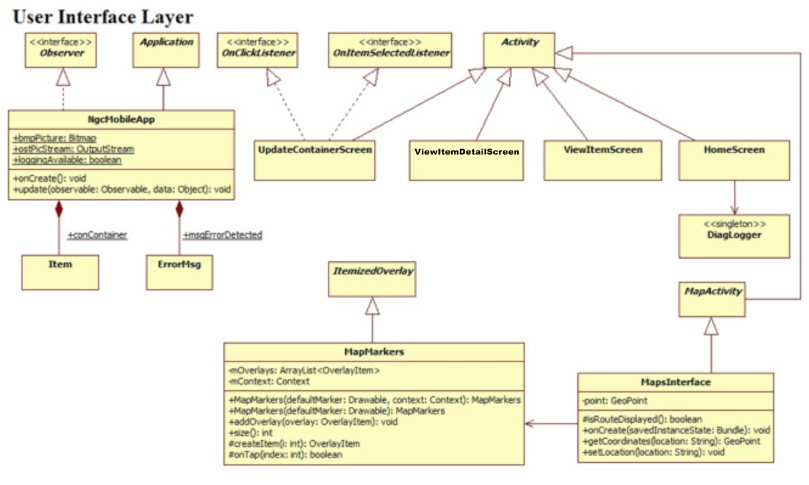 User Interface Layer
<<interface>>
Observer
Application
<<interface>>
OnClickListener
<<interface>>
OnItemSelectedListener
Activity
NgcMobileApp
+bmpPicture: Bitmap
+ostPicStream: OutputStream
+loggingAvailable: boolean
+onCreate(): void
+update(observable: Observable, data: Object): void
UpdateContainerScreen
ViewItemDetailScreen
ViewItemScreen
HomeScreen
+conContainer
+msgErrorDetected
<<singleton>>
DiagLogger
Item
ErrorMsg
ItemizedOverlay
MapActivity
MapMarkers
-mOverlays: ArrayList<OverlayItem>
-mContext: Context
+MapMarkers(defaultMarker: Drawable, context: Context): MapMarkers
+MapMarkers(defaultMarker: Drawable): MapMarkers
+addOverlay(overlay: OverlayItem): void
+size(): int
#createItem(i: int): OverlayItem
#onTap(index: int): boolean
MapsInterface
-point: GeoPoint
#isRouteDisplayed(): boolean
+onCreate(savedInstanceState: Bundle): void
+getCoordinates(location: String): GeoPoint
+setLocation(location: String): void